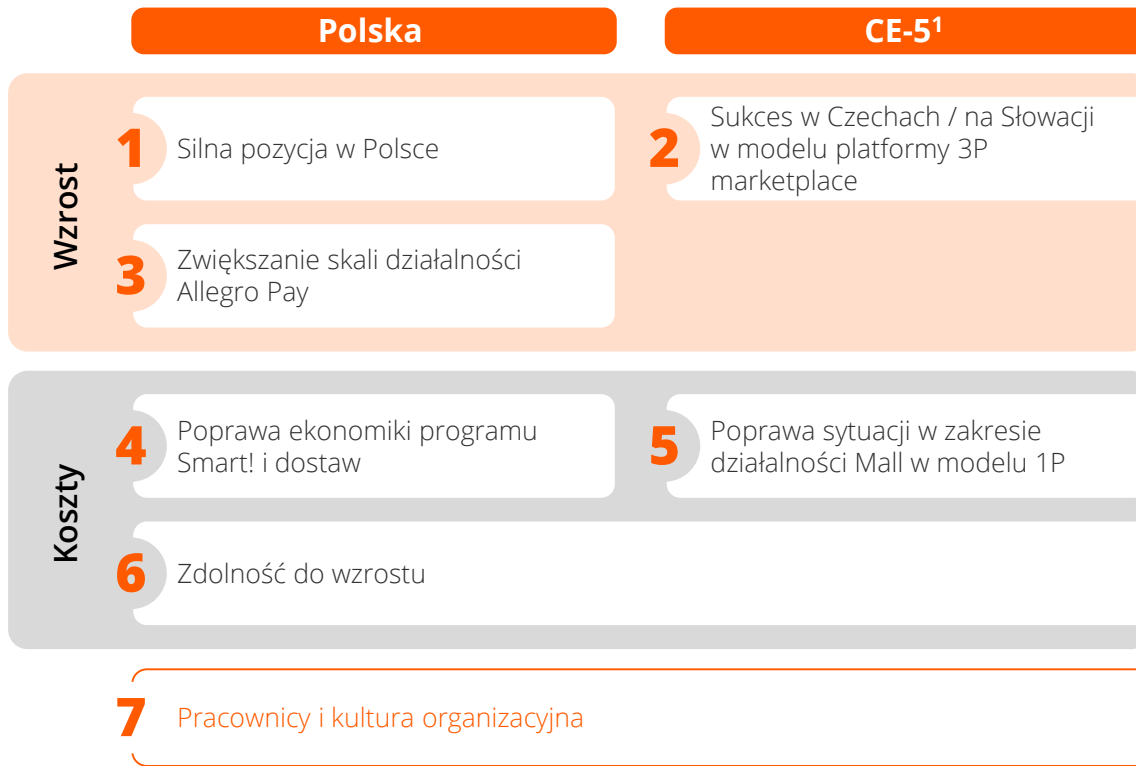 Polska
CE-5¹
Wzrost
1
Silna pozycja w Polsce
2
Sukces w Czechach / na Słowacji
w modelu platformy 3P
marketplace
3
Zwiększanie skali działalności
Allegro Pay
Koszty
4
Poprawa ekonomiki programu
Smart! i dostaw
5
Poprawa sytuacji w zakresie
działalności Mall w modelu 1P
6
Zdolność do wzrostu
7
Pracownicy i kultura organizacyjna